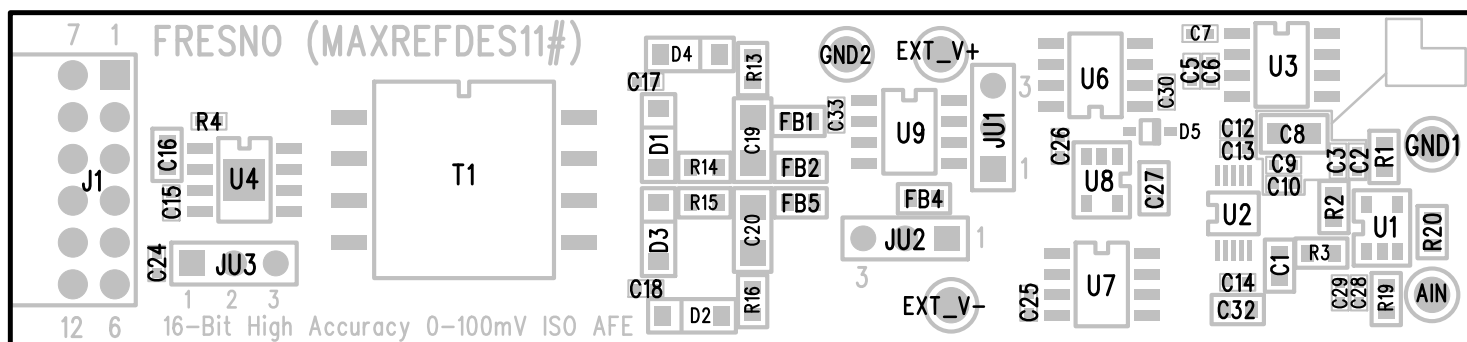 7 1 FRESNO (MAXREFDES11#)
D4
R13
GND2
EXT_V+
C7
C17
3
U6
C30
C5
C6
U3
R4
D1
C19
FB1
C33
U9
JU1
C26
D5
C12
C8
C16
C13
C3
C2
R1
GND1
J1
U4
T1
R14
FB2
1
U8
C27
C9
C10
C15
R15
FB5
FB4
U2
R2
U1
R20
C24
JU3
D3
C20
JU2
1
C1
R3
3
C18
R16
EXT_V-
C25
U7
C14
C29
C28
R19
AIN
1 2 3
D2
C32
12 6 16-Bit High Accuracy 0-100mV ISO AFE